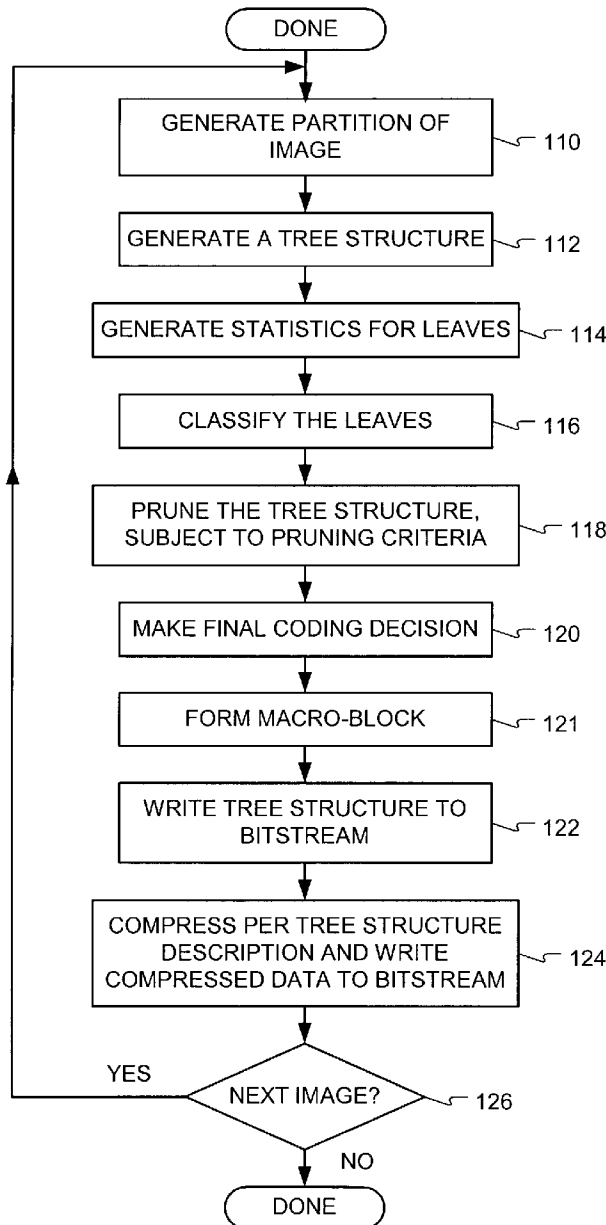 DONE
GENERATE PARTITION OF
IMAGE
110
GENERATE A TREE STRUCTURE
112
GENERATE STATISTICS FOR LEAVES
114
CLASSIFY THE LEAVES
116
PRUNE THE TREE STRUCTURE,
SUBJECT TO PRUNING CRITERIA
118
MAKE FINAL CODING DECISION
120
FORM MACRO-BLOCK
121
WRITE TREE STRUCTURE TO
BITSTREAM
122
COMPRESS PER TREE STRUCTURE
DESCRIPTION AND WRITE
COMPRESSED DATA TO BITSTREAM
124
YES
NEXT IMAGE?
126
NO
DONE